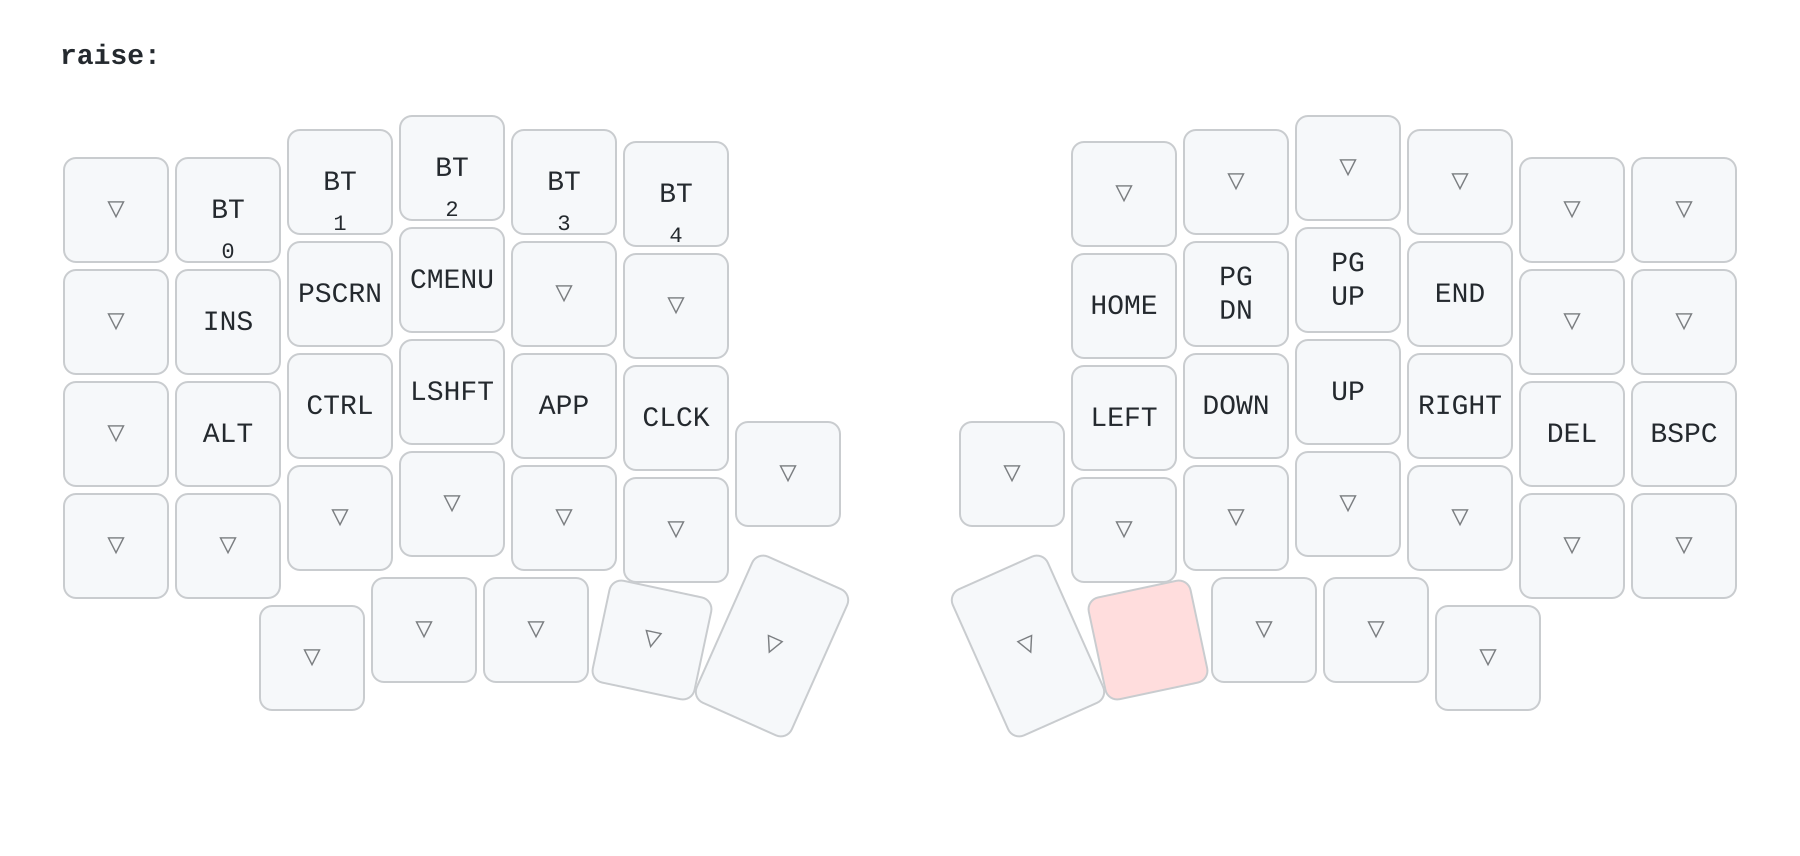 raise:
▽ BT 0 BT 1 BT 2 BT 3 BT 4 ▽ ▽ ▽ ▽ ▽ ▽
▽ INS PSCRN CMENU ▽ ▽ HOME PG DN PG UP END ▽ ▽
▽ ALT CTRL LSHFT APP CLCK LEFT DOWN UP RIGHT DEL BSPC
▽ ▽ ▽ ▽ ▽ ▽ ▽ ▽ ▽ ▽ ▽ ▽ ▽ ▽
▽ ▽ ▽ ▽ ▽ ▽ ▽ ▽ ▽